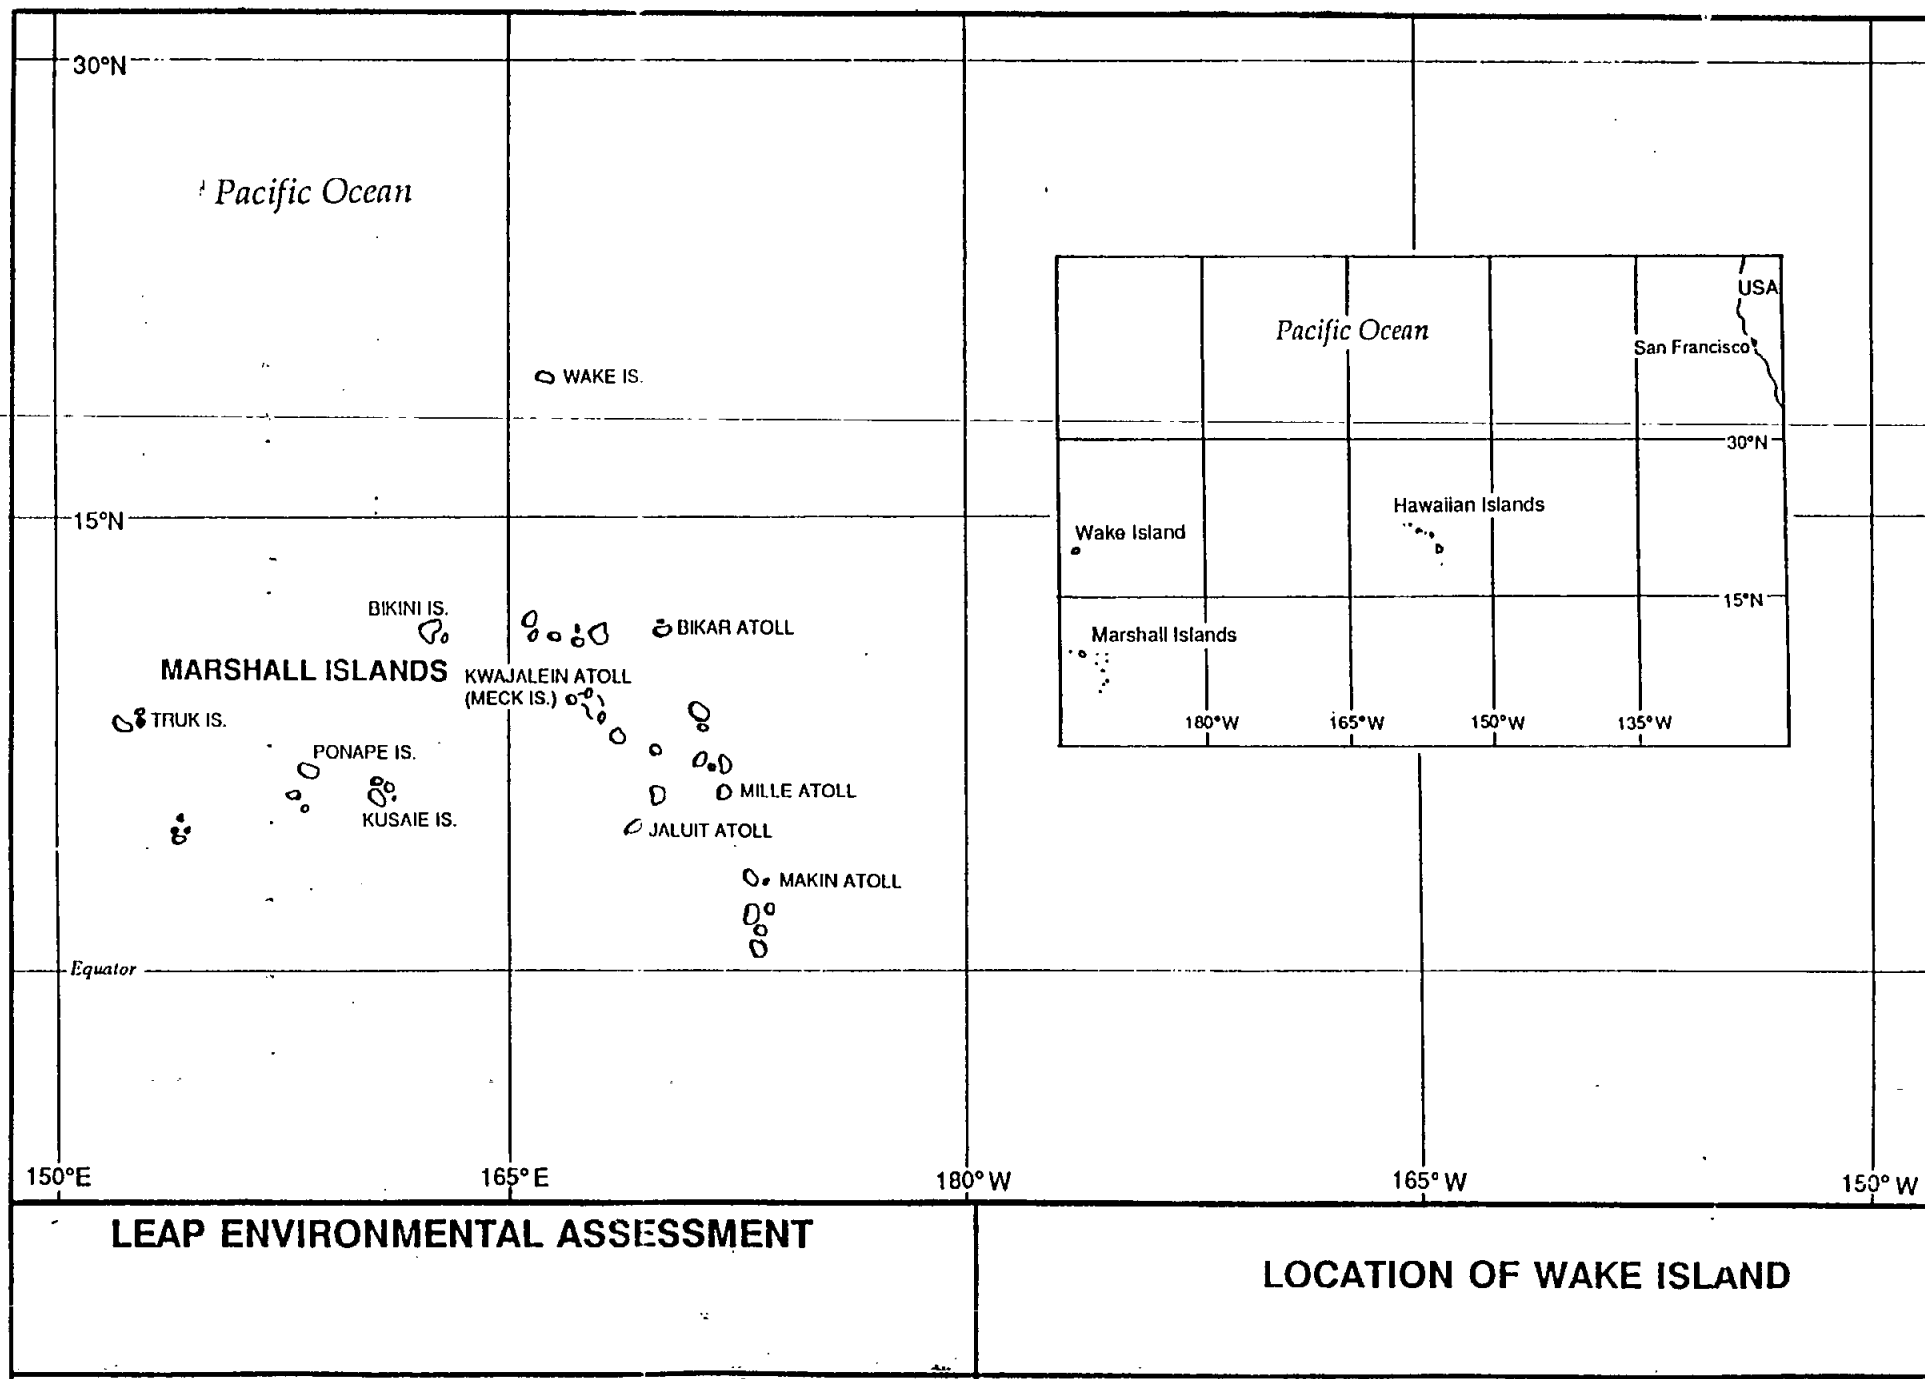 30°N
Pacific Ocean
WAKE IS.
15°N
BIKINI IS.
BIKAR ATOLL
MARSHALL ISLANDS
KWAJALEIN ATOLL
(MECK IS.)
TRUK IS.
PONAPE IS.
KUSAIE IS.
MILLE ATOLL
JALUIT ATOLL
MAKIN ATOLL
Equator
150°E
165°E
180°W
165°W
150°W
USA
Pacific Ocean
San Francisco
30°N
Hawaiian Islands
Wake Island
15°N
Marshall Islands
180°W
165°W
150°W
135°W
LEAP ENVIRONMENTAL ASSESSMENT
LOCATION OF WAKE ISLAND